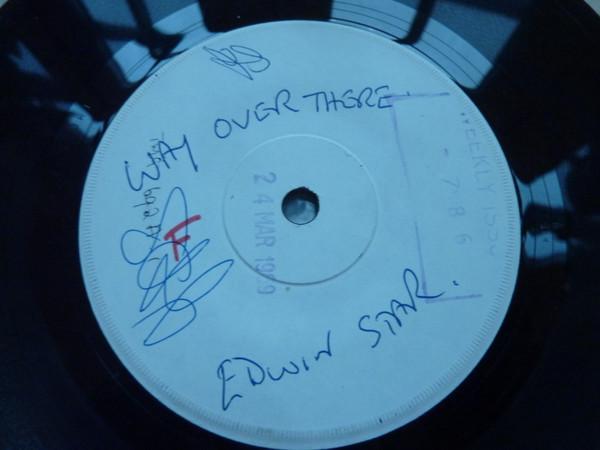 WAY OVER THERE
24 MAR 1969
WEEKLY
- 7 8 6
EDWIN STAR.